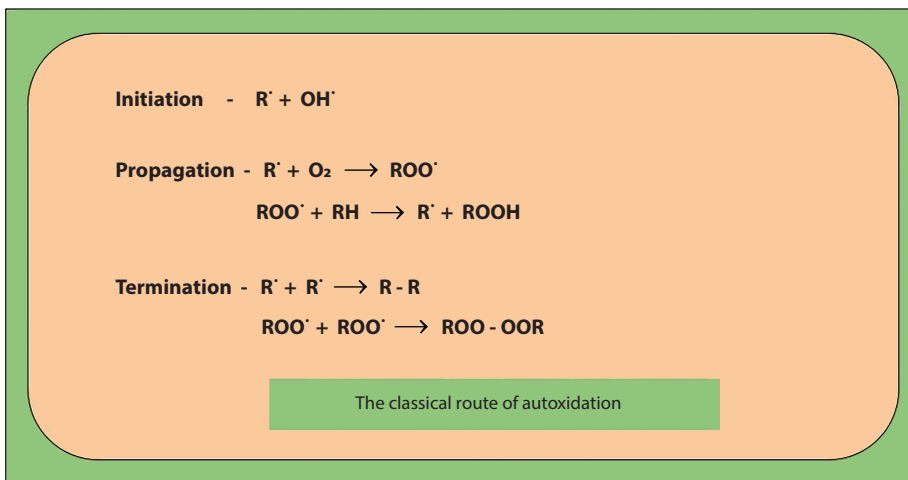 Initiation - R˙ + OH˙
Propagation - R˙ + O₂ ⟶ ROO˙
ROO˙ + RH ⟶ R˙ + ROOH
Termination - R˙ + R˙ ⟶ R - R
ROO˙ + ROO˙ ⟶ ROO - OOR
The classical route of autoxidation